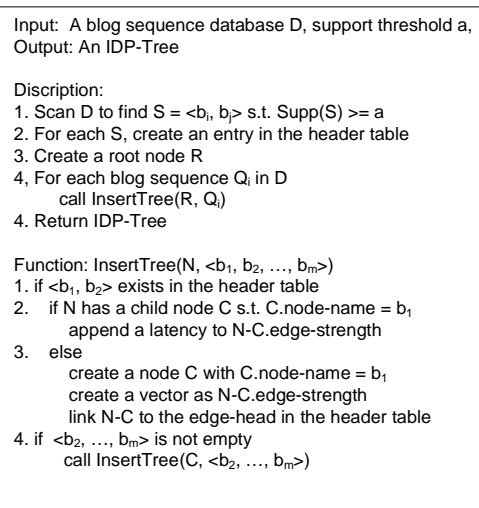 Input: A blog sequence database D, support threshold a,
Output: An IDP-Tree
Discription:
1. Scan D to find S = <bᵢ, bⱼ> s.t. Supp(S) >= a
2. For each S, create an entry in the header table
3. Create a root node R
4, For each blog sequence Qᵢ in D
call InsertTree(R, Qᵢ)
4. Return IDP-Tree
Function: InsertTree(N, <b₁, b₂, …, bₘ>)
1. if <b₁, b₂> exists in the header table
2. if N has a child node C s.t. C.node-name = b₁
append a latency to N-C.edge-strength
3. else
create a node C with C.node-name = b₁
create a vector as N-C.edge-strength
link N-C to the edge-head in the header table
4. if <b₂, …, bₘ> is not empty
call InsertTree(C, <b₂, …, bₘ>)